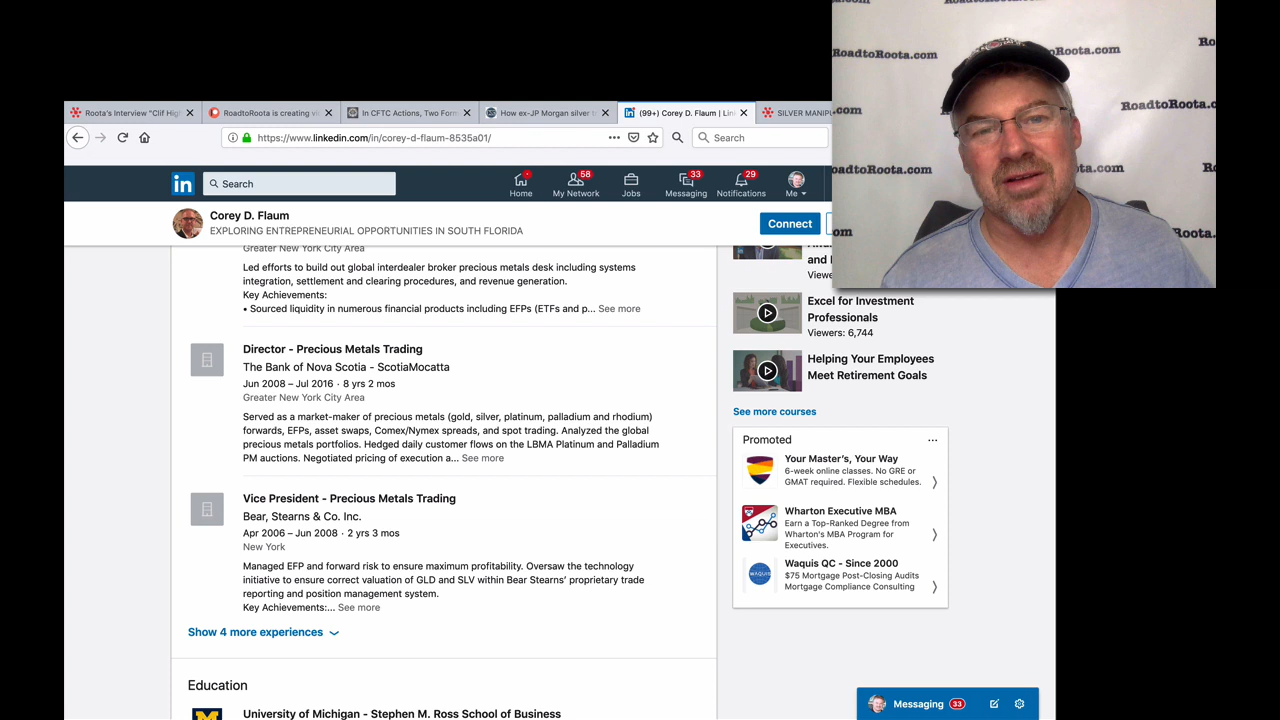 RoadtoRoota.com
RoadtoRoota.com
RoadtoRoota.com
RoadtoRoota.com
Roota's Interview "Clif High
RoadtoRoota is creating vi
In CFTC Actions, Two Form
How ex-JP Morgan silver t
(99+) Corey D. Flaum | Lin
SILVER MANIPU
https://www.linkedin.com/in/corey-d-flaum-8535a01/
Search
in
Search
Home
58
My Network
Jobs
33
Messaging
29
Notifications
Me
Corey D. Flaum
EXPLORING ENTREPRENEURIAL OPPORTUNITIES IN SOUTH FLORIDA
Connect
Greater New York City Area
Led efforts to build out global interdealer broker precious metals desk including systems
integration, settlement and clearing procedures, and revenue generation.
Key Achievements:
• Sourced liquidity in numerous financial products including EFPs (ETFs and p... See more
Director - Precious Metals Trading
The Bank of Nova Scotia - ScotiaMocatta
Jun 2008 – Jul 2016 · 8 yrs 2 mos
Greater New York City Area
Served as a market-maker of precious metals (gold, silver, platinum, palladium and rhodium)
forwards, EFPs, asset swaps, Comex/Nymex spreads, and spot trading. Analyzed the global
precious metals portfolios. Hedged daily customer flows on the LBMA Platinum and Palladium
PM auctions. Negotiated pricing of execution a... See more
Vice President - Precious Metals Trading
Bear, Stearns & Co. Inc.
Apr 2006 – Jun 2008 · 2 yrs 3 mos
New York
Managed EFP and forward risk to ensure maximum profitability. Oversaw the technology
initiative to ensure correct valuation of GLD and SLV within Bear Stearns' proprietary trade
reporting and position management system.
Key Achievements:... See more
Show 4 more experiences
Education
University of Michigan - Stephen M. Ross School of Business
and I
Viewe
Excel for Investment
Professionals
Viewers: 6,744
Helping Your Employees
Meet Retirement Goals
See more courses
Promoted
Your Master's, Your Way
6-week online classes. No GRE or
GMAT required. Flexible schedules.
Wharton Executive MBA
Earn a Top-Ranked Degree from
Wharton's MBA Program for
Executives.
WAQUIS
Waquis QC - Since 2000
$75 Mortgage Post-Closing Audits
Mortgage Compliance Consulting
Messaging 33